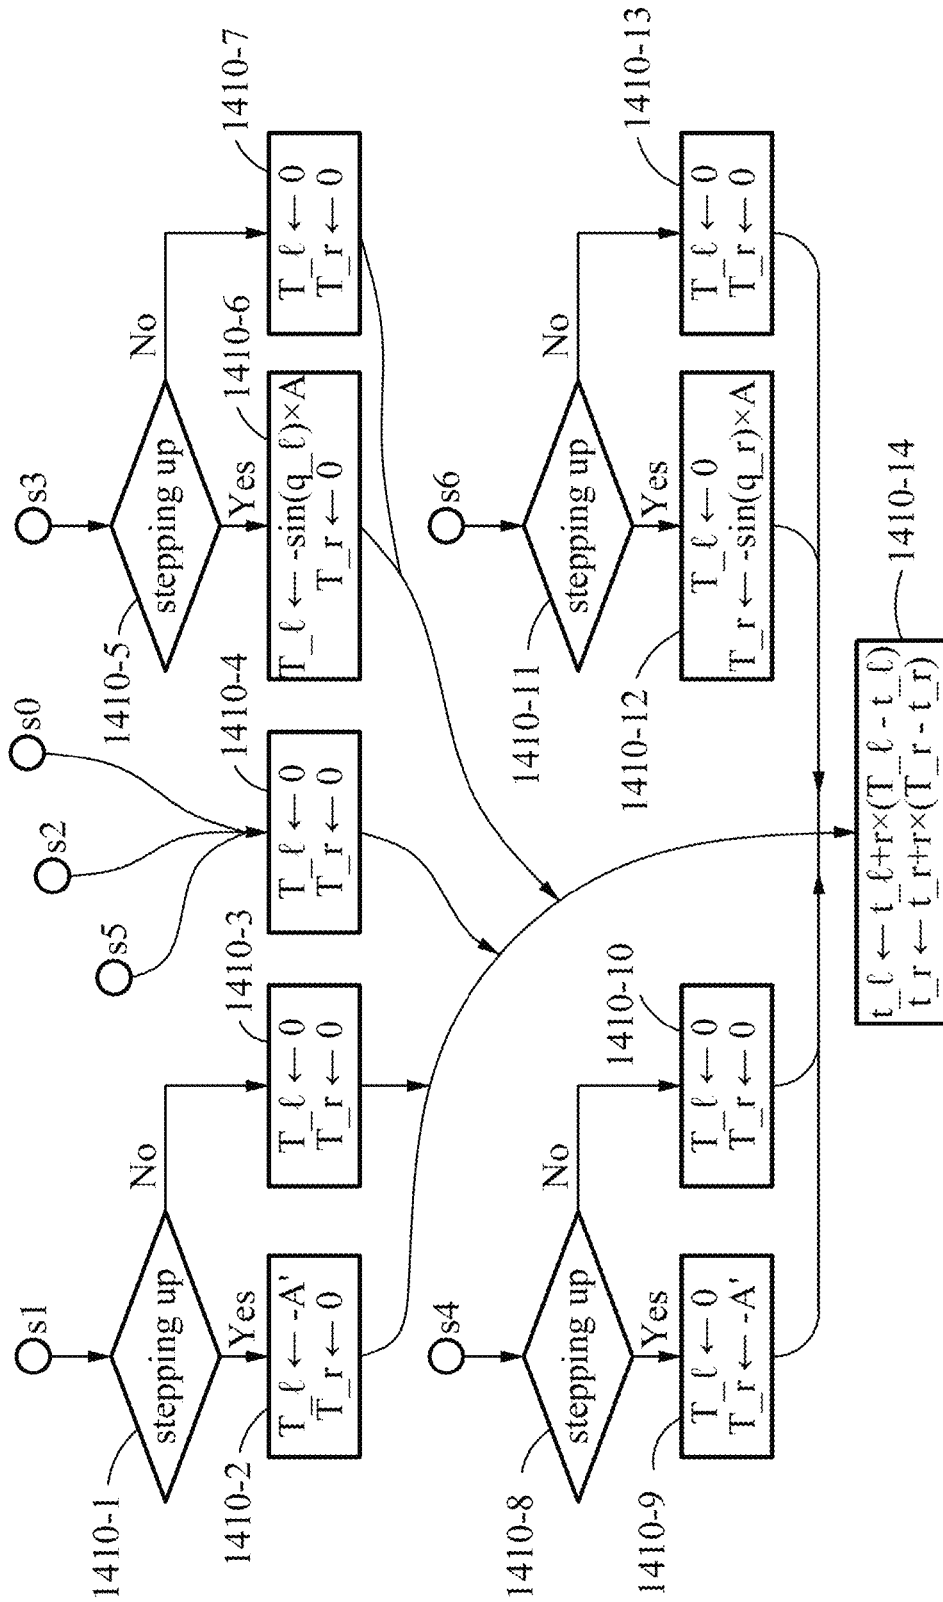 s1
1410-1
stepping up
No
Yes
1410-2
T_ℓ ← -A'
T_r ← 0
1410-3
T_ℓ ← 0
T_r ← 0
s5
s2
s0
1410-4
T_ℓ ← 0
T_r ← 0
s3
1410-5
stepping up
No
Yes
1410-6
T_ℓ ← -sin(q_ℓ)×A
T_r ← 0
1410-7
T_ℓ ← 0
T_r ← 0
s4
1410-8
stepping up
No
Yes
1410-9
T_ℓ ← 0
T_r ← -A'
1410-10
T_ℓ ← 0
T_r ← 0
s6
1410-11
stepping up
No
Yes
1410-12
T_ℓ ← 0
T_r ← -sin(q_r)×A
1410-13
T_ℓ ← 0
T_r ← 0
1410-14
t_ℓ ← t_ℓ+r×(T_ℓ - t_ℓ)
t_r ← t_r+r×(T_r - t_r)